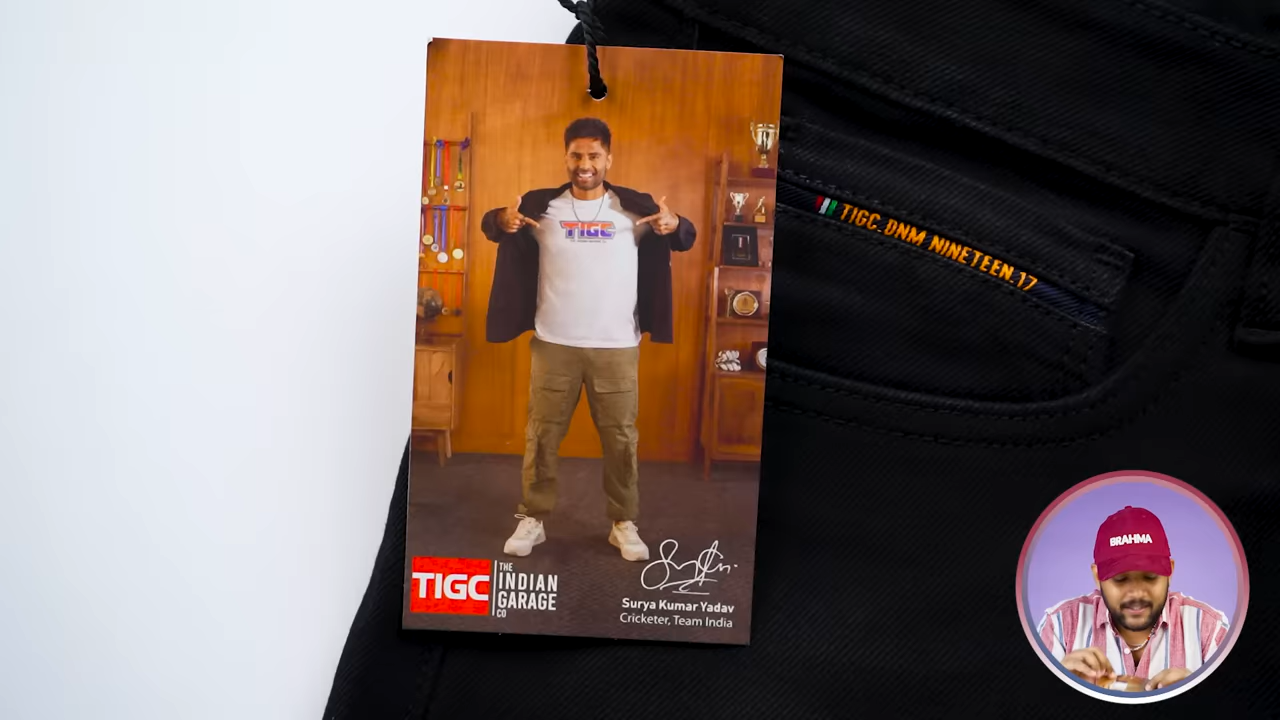 TIGC
TIGC DNM NINETEEN.17
TIGC
THE
INDIAN
GARAGE
CO
Surya Kumar Yadav
Cricketer, Team India
BRAHMA